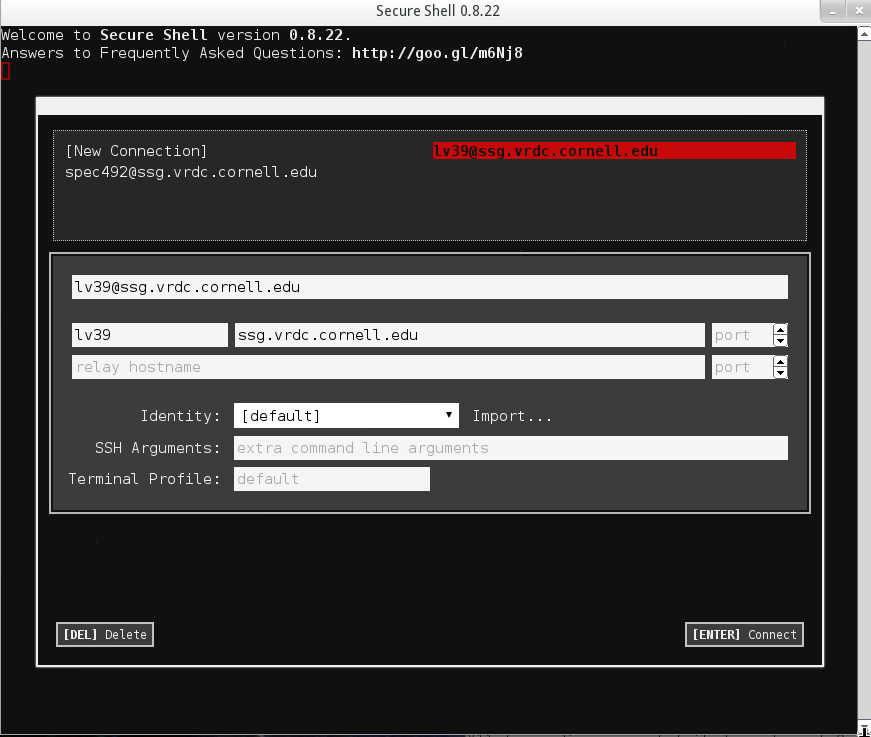 Secure Shell 0.8.22
Welcome to Secure Shell version 0.8.22.
Answers to Frequently Asked Questions: http://goo.gl/m6Nj8
[New Connection] lv39@ssg.vrdc.cornell.edu
spec492@ssg.vrdc.cornell.edu
lv39@ssg.vrdc.cornell.edu
lv39 ssg.vrdc.cornell.edu port
relay hostname port
Identity: [default] Import...
SSH Arguments: extra command line arguments
Terminal Profile: default
[DEL] Delete [ENTER] Connect